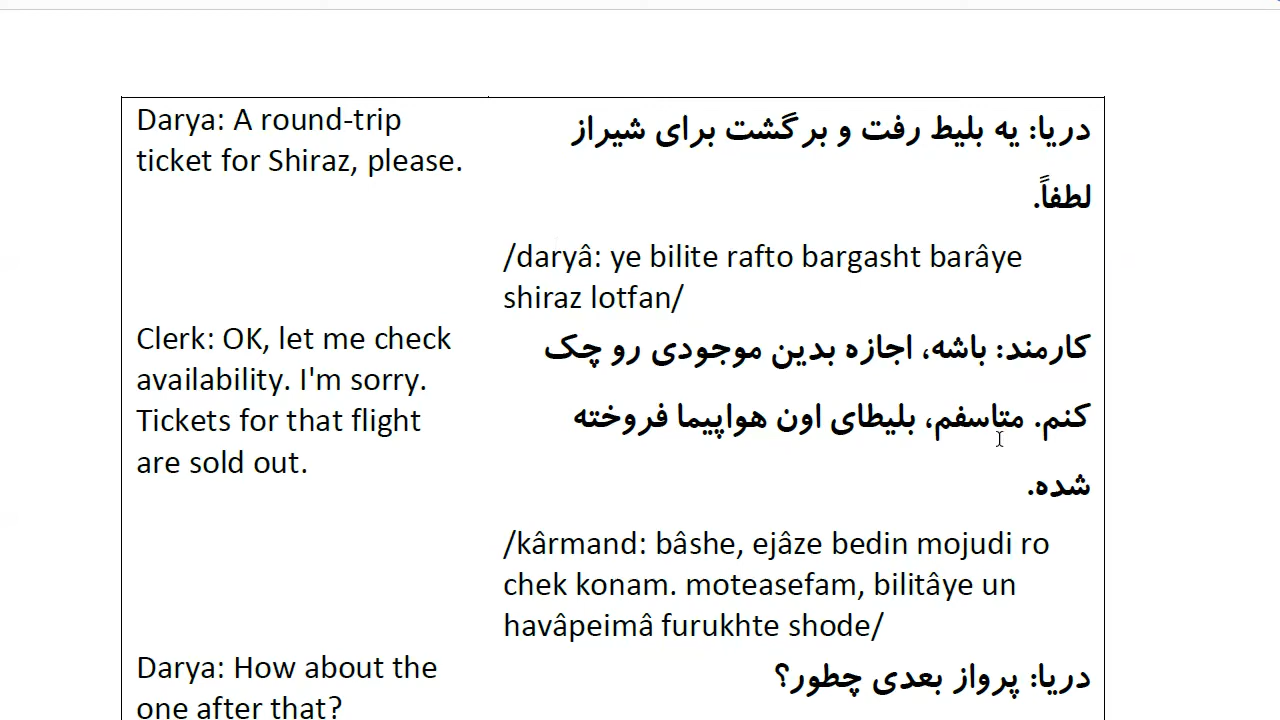 Darya: A round-trip
ticket for Shiraz, please.
دریا: یه بلیط رفت و برگشت برای شیراز
لطفاً.
/daryâ: ye bilite rafto bargasht barâye
shiraz lotfan/
Clerk: OK, let me check
availability. I'm sorry.
Tickets for that flight
are sold out.
کارمند: باشه، اجازه بدین موجودی رو چک
کنم. متاسفم، بلیطای اون هواپیما فروخته
شده.
/kârmand: bâshe, ejâze bedin mojudi ro
chek konam. moteasefam, bilitâye un
havâpeimâ furukhte shode/
Darya: How about the
one after that?
دریا: پرواز بعدی چطور؟